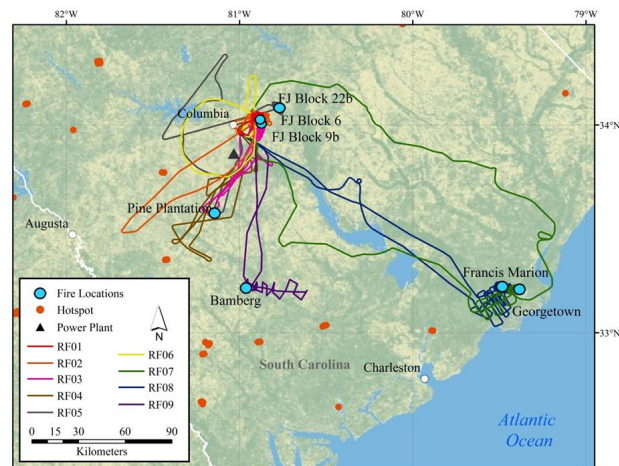 82°W
81°W
80°W
79°W
FJ Block 22b
Columbia
FJ Block 6
34°N
34°N
FJ Block 9b
Pine Plantation
Augusta
Francis Marion
Bamberg
Georgetown
33°N
South Carolina
Charleston
Atlantic
Ocean
Fire Locations
Hotspot
Power Plant
N
RF01
RF02
RF03
RF04
RF05
RF06
RF07
RF08
RF09
0 15 30 60 90
Kilometers